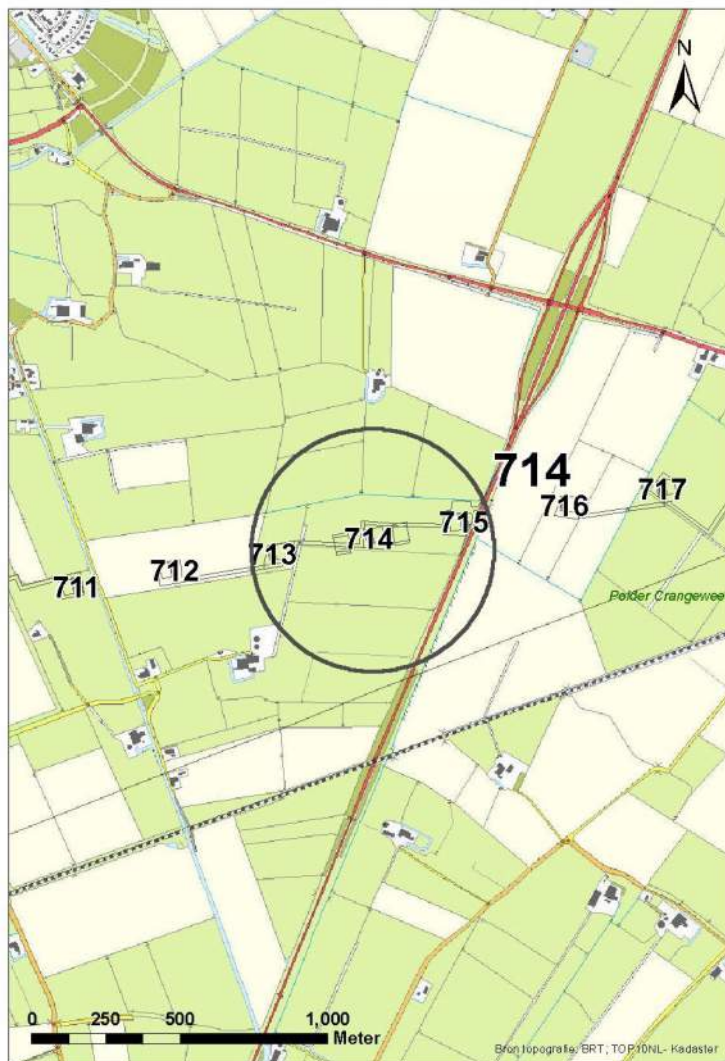 N
714
717
716
715
714
713
712
711
Polder Crangewee
0 250 500 1,000
Meter
Bron topografie: BRT; TOP10NL- Kadaster